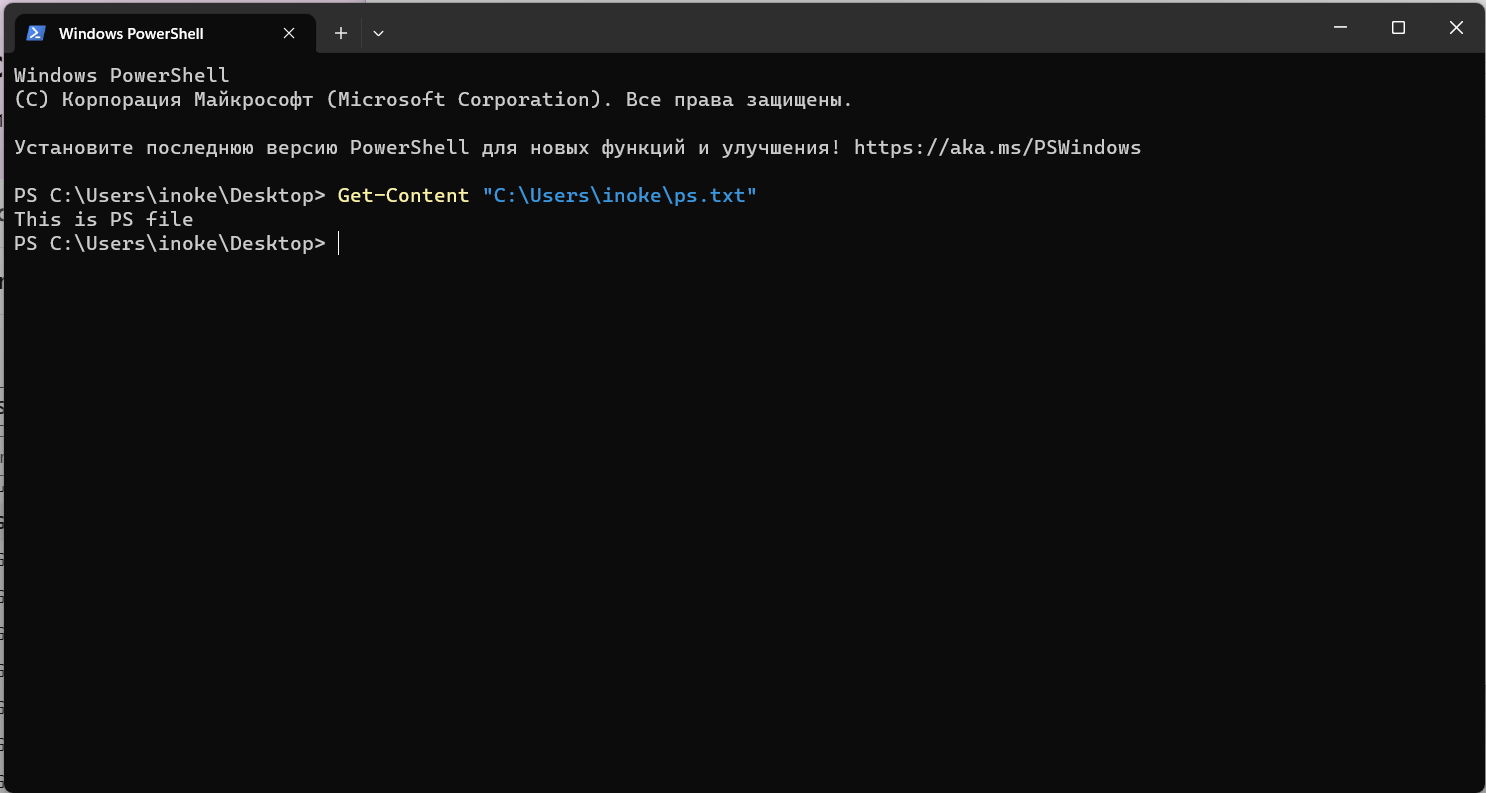 Windows PowerShell
Windows PowerShell
(C) Корпорация Майкрософт (Microsoft Corporation). Все права защищены.
Установите последнюю версию PowerShell для новых функций и улучшения! https://aka.ms/PSWindows
PS C:\Users\inoke\Desktop> Get-Content "C:\Users\inoke\ps.txt"
This is PS file
PS C:\Users\inoke\Desktop>